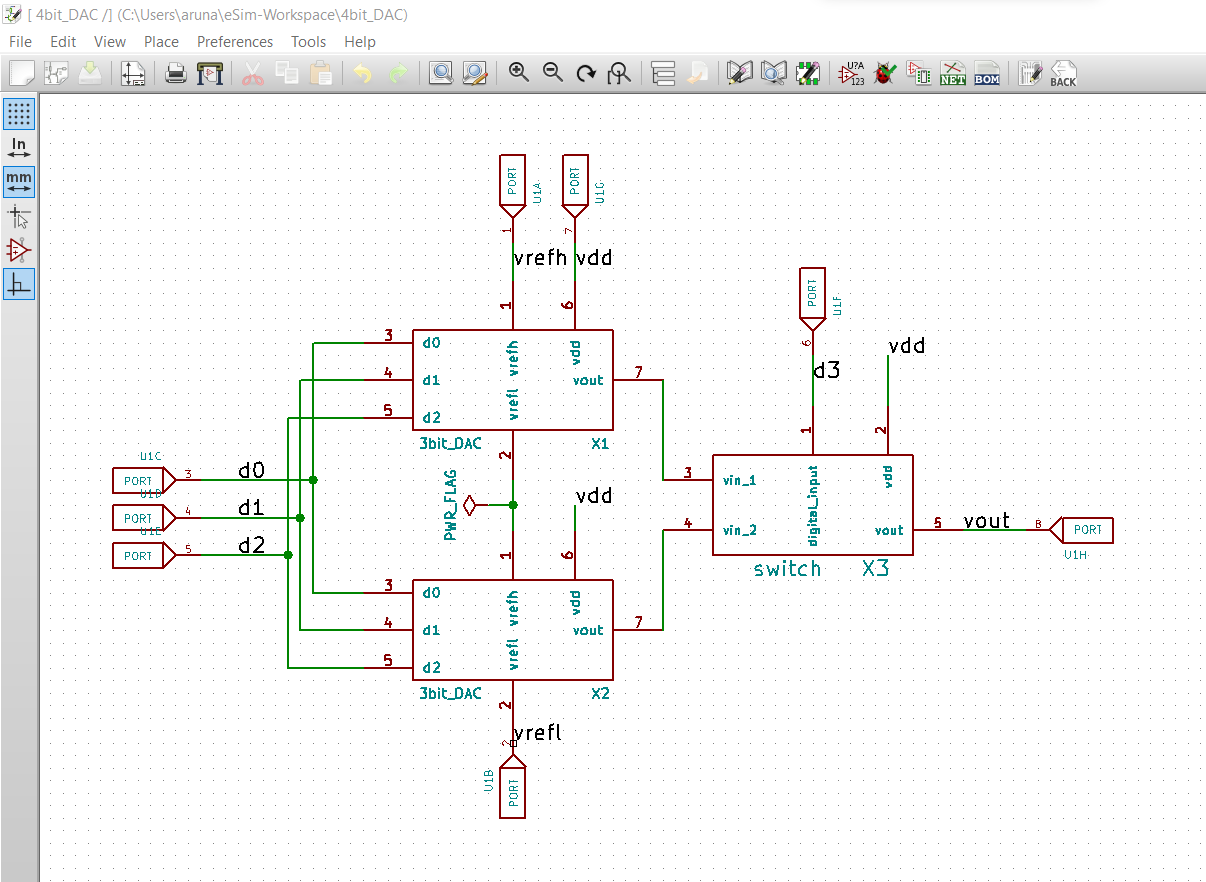 [ 4bit_DAC /] (C:\Users\aruna\eSim-Workspace\4bit_DAC)
File Edit View Place Preferences Tools Help
U?A
123
NET
BOM
BACK
In
mm
PORT
U1A
1
vrefh
1
PORT
U1G
7
vdd
6
3
d0
4
d1
5
d2
vrefh
vrefl
vdd
vout
7
3bit_DAC
X1
2
PORT
U1F
6
d3
1
vdd
2
U1C
PORT
3
d0
U1D
PORT
4
d1
U1E
PORT
5
d2
PWR_FLAG
vdd
1
6
3
vin_1
4
vin_2
digital_input
vdd
vout
5
vout
8
PORT
U1H
switch
X3
3
d0
4
d1
5
d2
vrefh
vrefl
vdd
vout
7
3bit_DAC
X2
2
vrefl
2
U1B
PORT